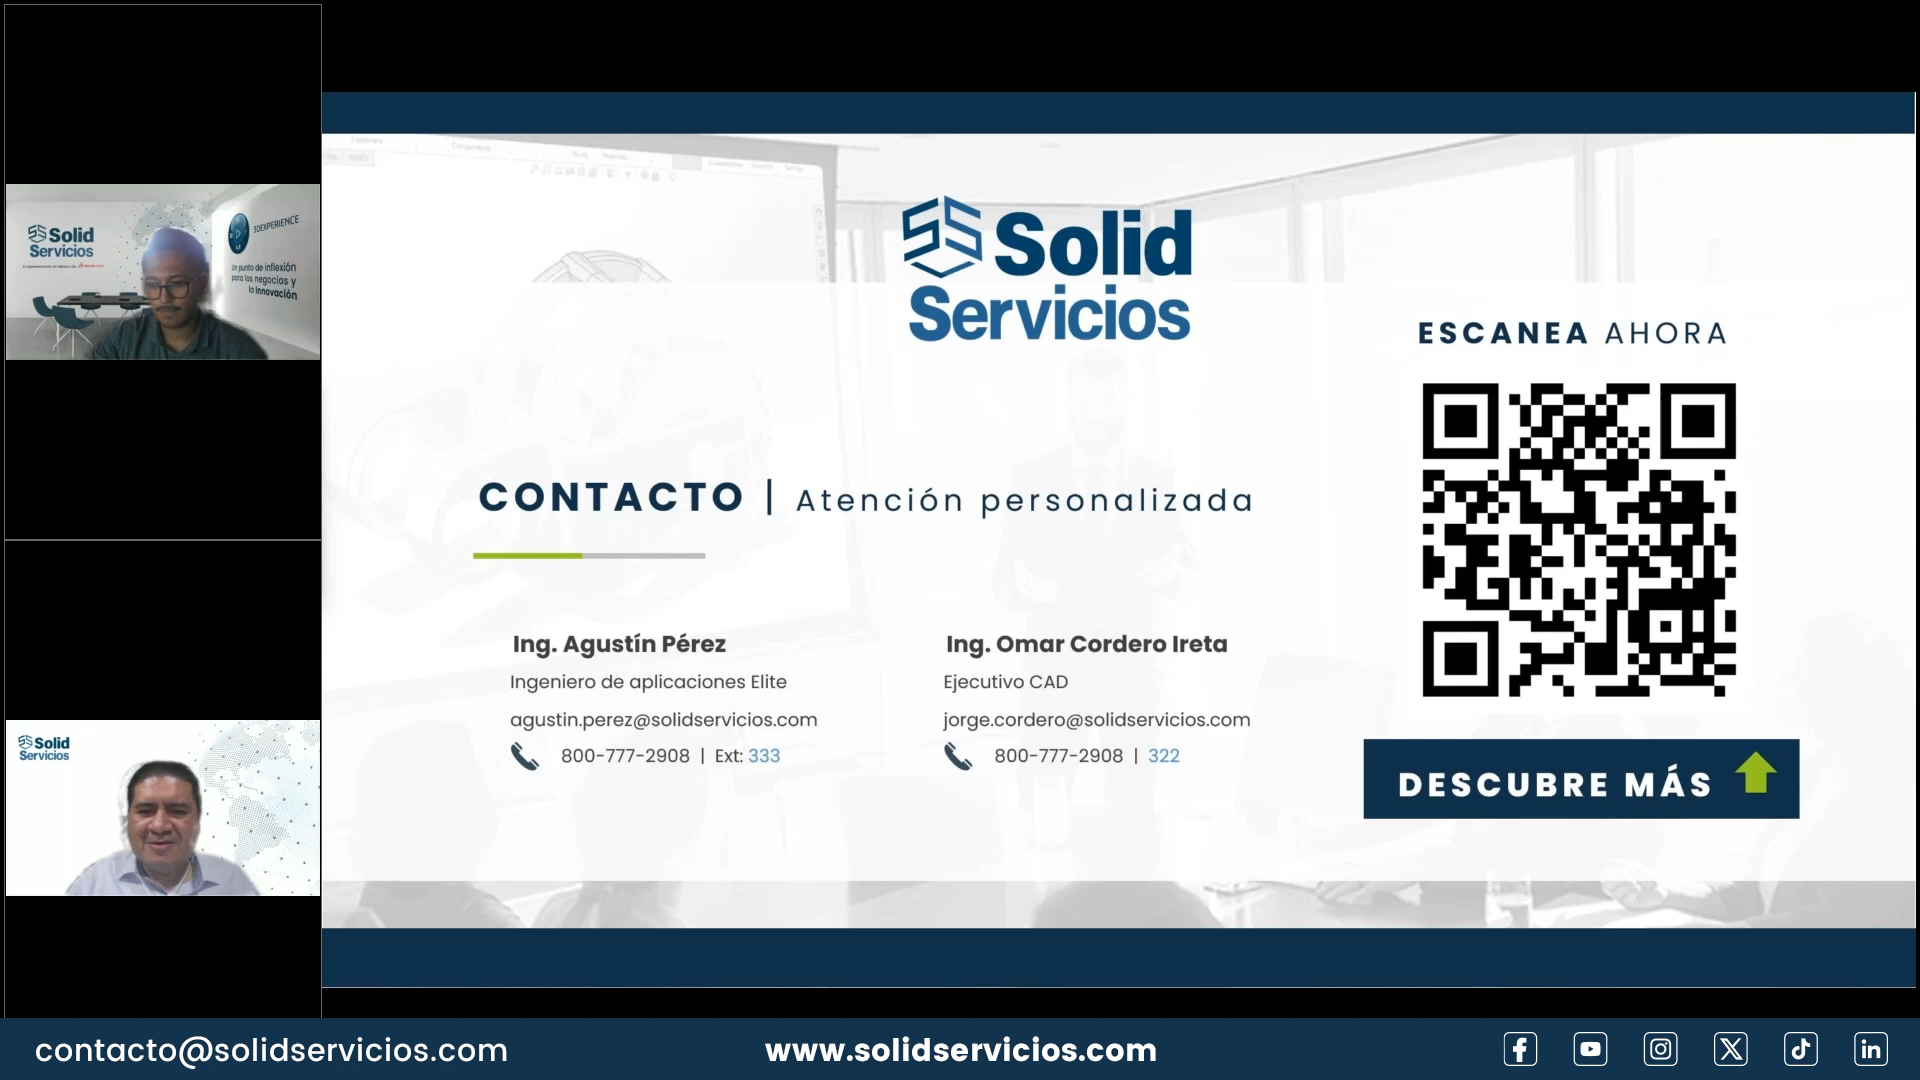 Solid
Servicios
3DEXPERIENCE
Un punto de inflexión
para los negocios y
la innovación
Solid
Servicios
Solid
Servicios
ESCANEA AHORA
CONTACTO | Atención personalizada
Ing. Agustín Pérez
Ingeniero de aplicaciones Elite
agustin.perez@solidservicios.com
800-777-2908 | Ext: 333
Ing. Omar Cordero Ireta
Ejecutivo CAD
jorge.cordero@solidservicios.com
800-777-2908 | 322
DESCUBRE MÁS
contacto@solidservicios.com
www.solidservicios.com